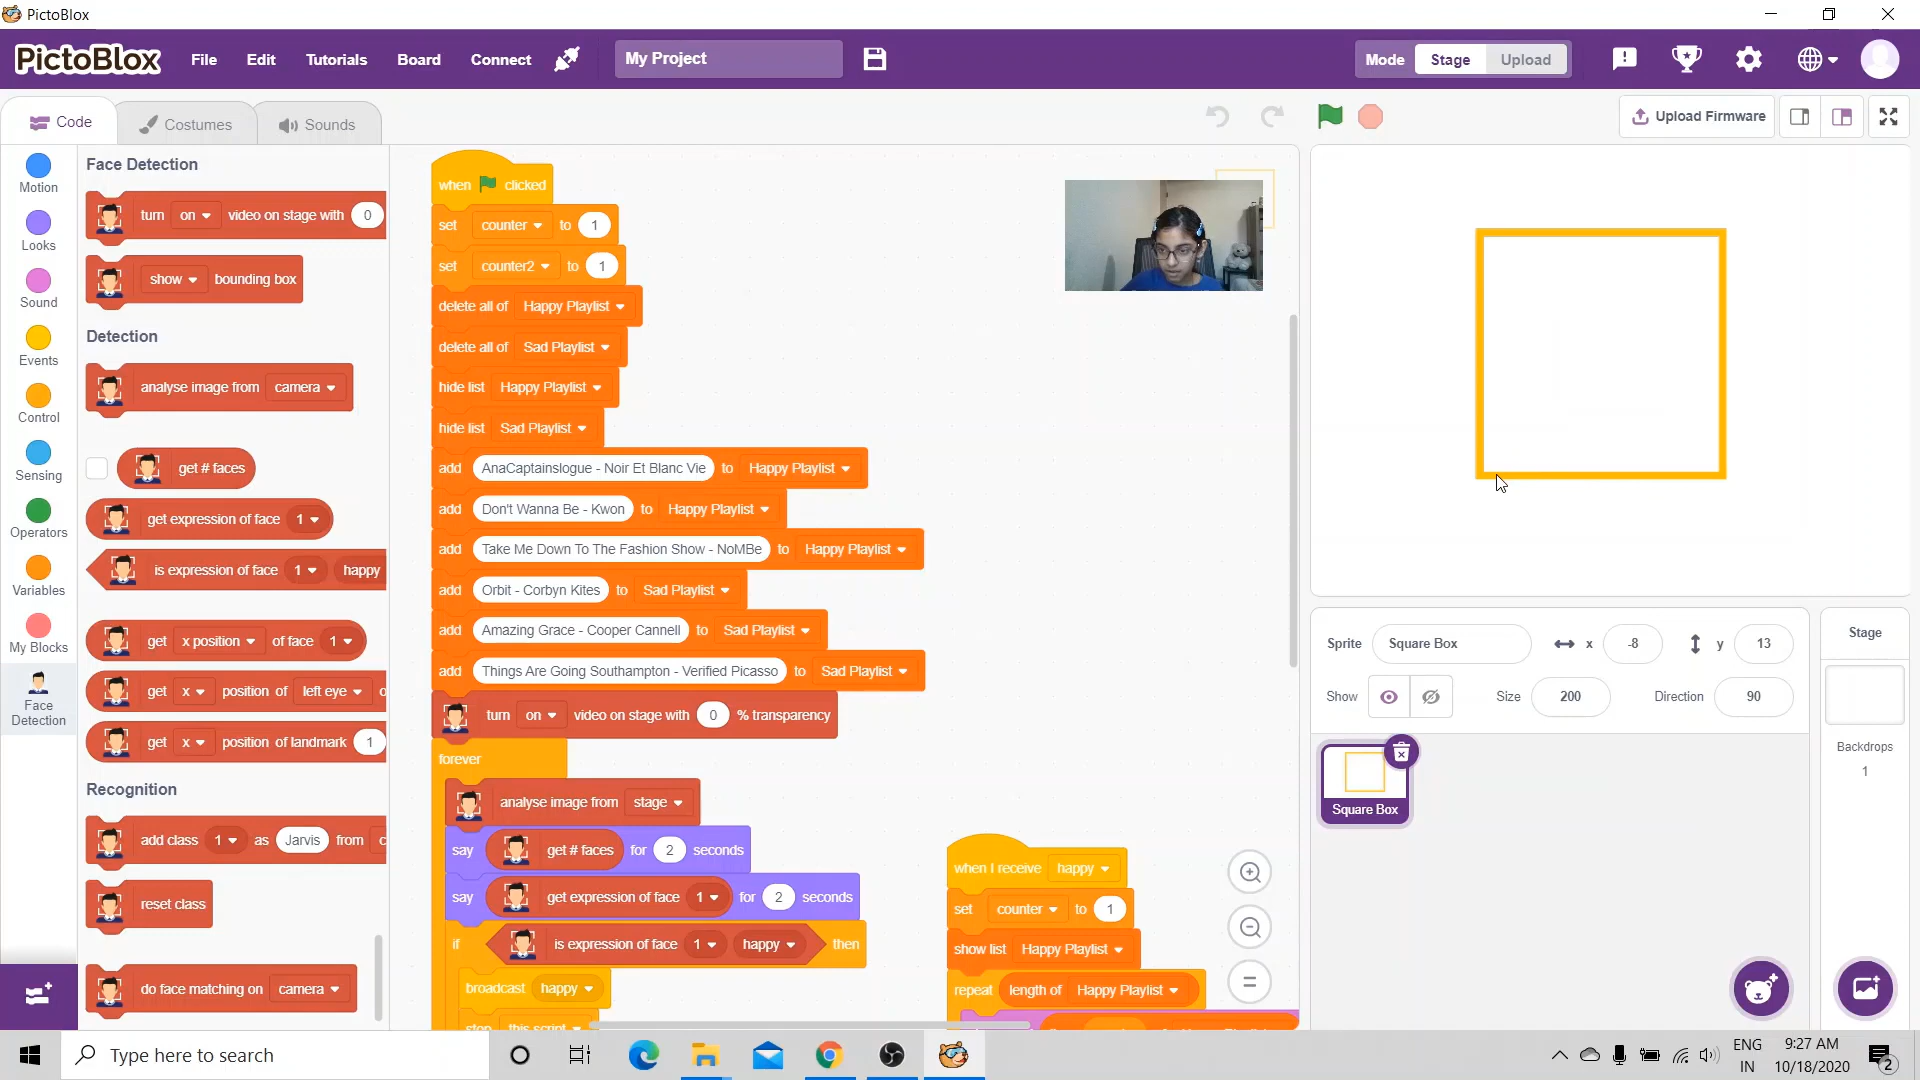 PictoBlox
PictoBlox File Edit Tutorials Board Connect My Project Mode Stage Upload
Code Costumes Sounds Upload Firmware
Motion
Looks
Sound
Events
Control
Sensing
Operators
Variables
My Blocks
Face
Detection
Face Detection
turn on video on stage with 0
show bounding box
Detection
analyse image from camera
get # faces
get expression of face 1
is expression of face 1 happy
get x position of face 1
get x position of left eye
get x position of landmark 1
Recognition
add class 1 as Jarvis from
reset class
do face matching on camera
when clicked
set counter to 1
set counter2 to 1
delete all of Happy Playlist
delete all of Sad Playlist
hide list Happy Playlist
hide list Sad Playlist
add AnaCaptainslogue - Noir Et Blanc Vie to Happy Playlist
add Don't Wanna Be - Kwon to Happy Playlist
add Take Me Down To The Fashion Show - NoMBe to Happy Playlist
add Orbit - Corbyn Kites to Sad Playlist
add Amazing Grace - Cooper Cannell to Sad Playlist
add Things Are Going Southampton - Verified Picasso to Sad Playlist
turn on video on stage with 0 % transparency
forever
analyse image from stage
say get # faces for 2 seconds
say get expression of face 1 for 2 seconds
if is expression of face 1 happy then
broadcast happy
stop this script
when I receive happy
set counter to 1
show list Happy Playlist
repeat length of Happy Playlist
Sprite Square Box x -8 y 13
Show Size 200 Direction 90
Square Box
Stage
Backdrops
1
Type here to search
ENG
IN
9:27 AM
10/18/2020
2